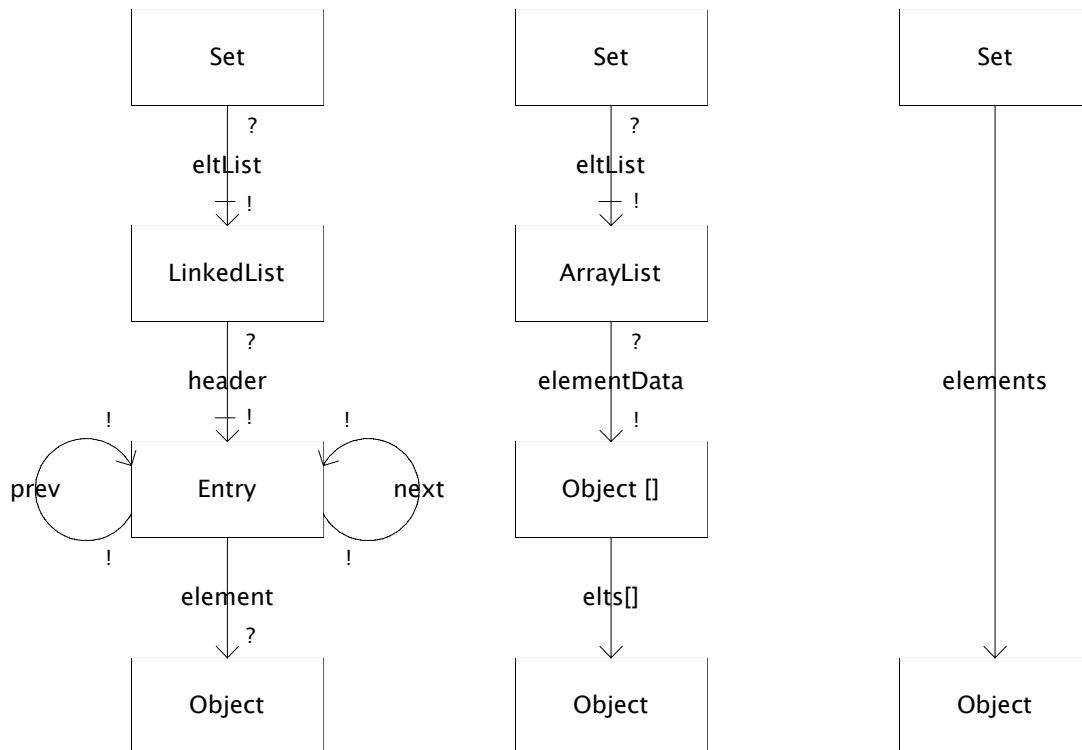 Set
?
eltList
!
LinkedList
?
header
!
!
!
prev
Entry
next
!
!
element
?
Object
Set
?
eltList
!
ArrayList
?
elementData
!
Object []
elts[]
Object
Set
elements
Object